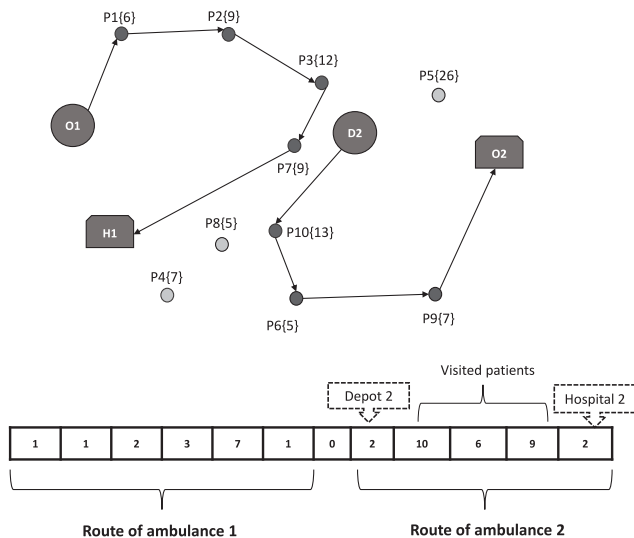 P1{6}
P2{9}
P3{12}
P5{26}
O1
D2
O2
P7{9}
H1
P8{5}
P10{13}
P4{7}
P6{5}
P9{7}
Visited patients
Depot 2
Hospital 2
1 1 2 3 7 1 0 2 10 6 9 2
Route of ambulance 1
Route of ambulance 2